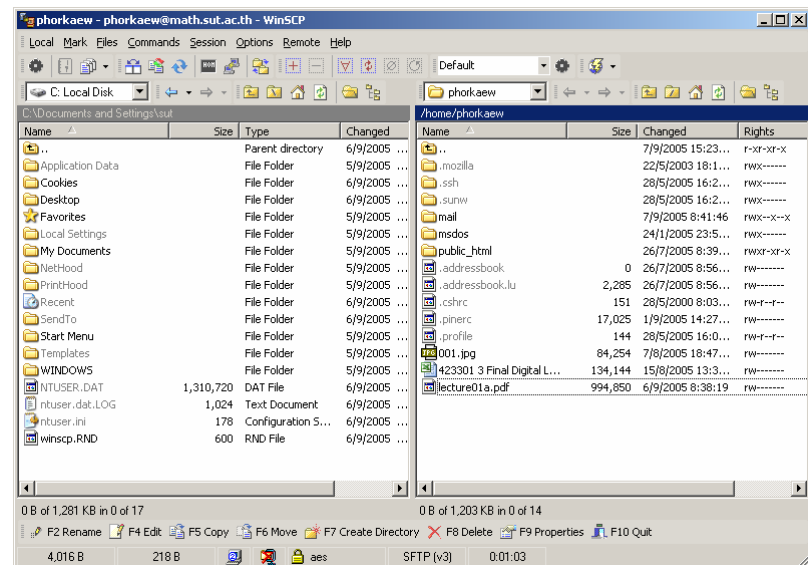 phorkaew - phorkaew@math.sut.ac.th - WinSCP
Local Mark Files Commands Session Options Remote Help
Default
C: Local Disk
phorkaew
C:\Documents and Settings\sut
/home/phorkaew
Name Size Type Changed
Name Size Changed Rights
.. Parent directory 6/9/2005 ...
.. 7/9/2005 15:23... r-xr-xr-x
Application Data File Folder 5/9/2005 ...
.mozilla 22/5/2003 18:1... rwx------
Cookies File Folder 6/9/2005 ...
.ssh 28/5/2005 16:2... rwx------
Desktop File Folder 6/9/2005 ...
.sunw 28/5/2005 16:2... rwx------
Favorites File Folder 5/9/2005 ...
mail 7/9/2005 8:41:46 rwx--x--x
Local Settings File Folder 5/9/2005 ...
msdos 24/1/2005 23:5... rwx------
My Documents File Folder 5/9/2005 ...
public_html 26/7/2005 8:39... rwxr-xr-x
NetHood File Folder 5/9/2005 ...
.addressbook 0 26/7/2005 8:56... rw-------
PrintHood File Folder 5/9/2005 ...
.addressbook.lu 2,285 26/7/2005 8:56... rw-------
Recent File Folder 5/9/2005 ...
.cshrc 151 28/5/2000 8:03... rw-r--r--
SendTo File Folder 5/9/2005 ...
.pinerc 17,025 1/9/2005 14:27... rw-------
Start Menu File Folder 5/9/2005 ...
.profile 144 28/5/2005 16:0... rw-r--r--
Templates File Folder 5/9/2005 ...
001.jpg 84,254 7/8/2005 18:47... rw-------
WINDOWS File Folder 6/9/2005 ...
423301 3 Final Digital L... 134,144 15/8/2005 13:3... rw-------
NTUSER.DAT 1,310,720 DAT File 6/9/2005 ...
lecture01a.pdf 994,850 6/9/2005 8:38:19 rw-------
ntuser.dat.LOG 1,024 Text Document 6/9/2005 ...
ntuser.ini 178 Configuration S... 6/9/2005 ...
winscp.RND 600 RND File 6/9/2005 ...
0 B of 1,281 KB in 0 of 17
0 B of 1,203 KB in 0 of 14
F2 Rename F4 Edit F5 Copy F6 Move F7 Create Directory F8 Delete F9 Properties F10 Quit
4,016 B 218 B aes SFTP (v3) 0:01:03